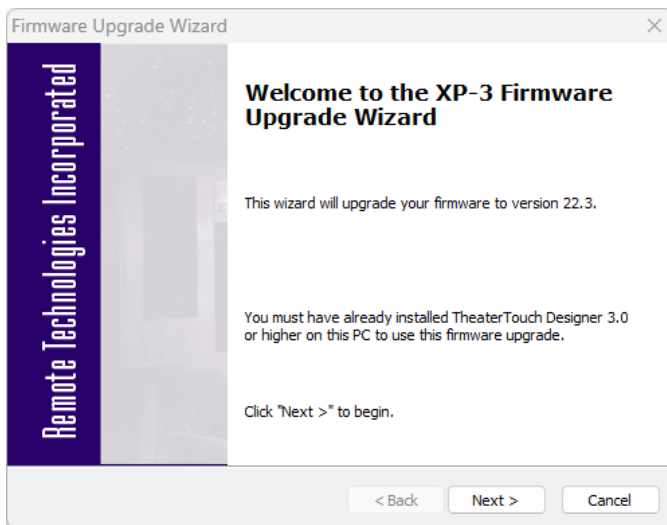 Firmware Upgrade Wizard
Remote Technologies Incorporated
Welcome to the XP-3 Firmware
Upgrade Wizard
This wizard will upgrade your firmware to version 22.3.
You must have already installed TheaterTouch Designer 3.0
or higher on this PC to use this firmware upgrade.
Click "Next >" to begin.
< Back
Next >
Cancel